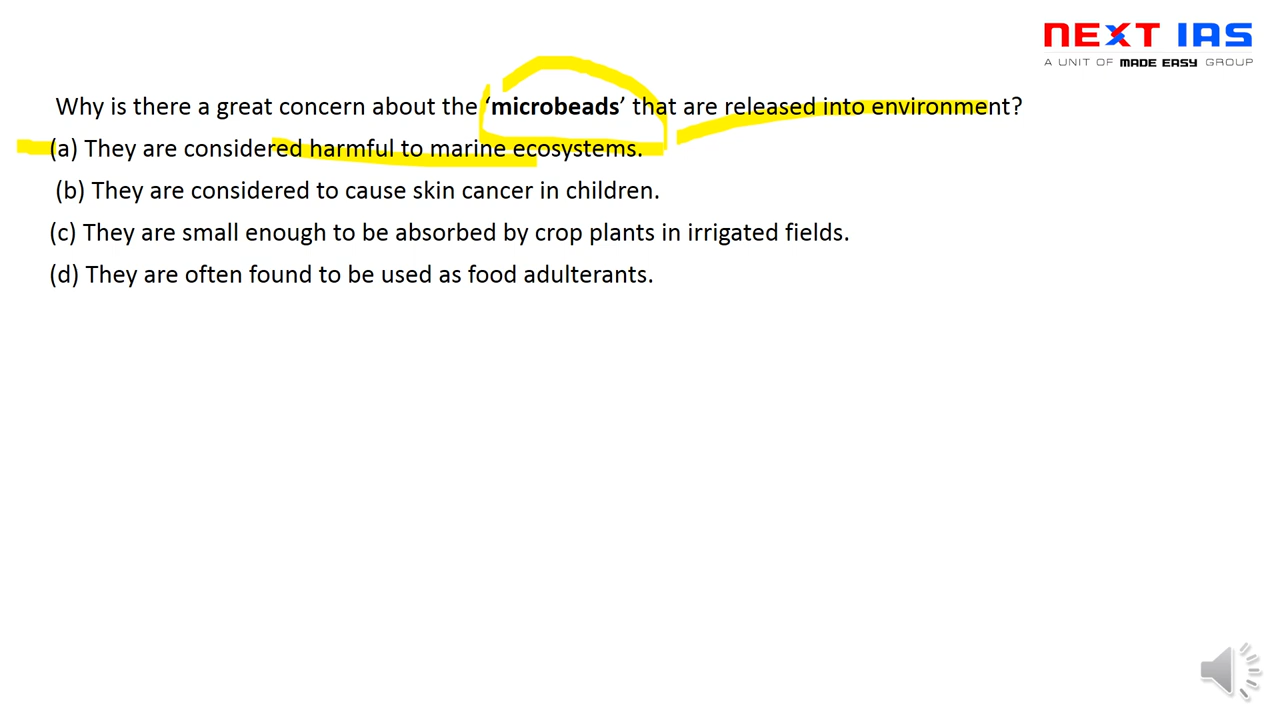 NEXT IAS
A UNIT OF MADE EASY GROUP
Why is there a great concern about the ‘microbeads’ that are released into environment?
(a) They are considered harmful to marine ecosystems.
(b) They are considered to cause skin cancer in children.
(c) They are small enough to be absorbed by crop plants in irrigated fields.
(d) They are often found to be used as food adulterants.